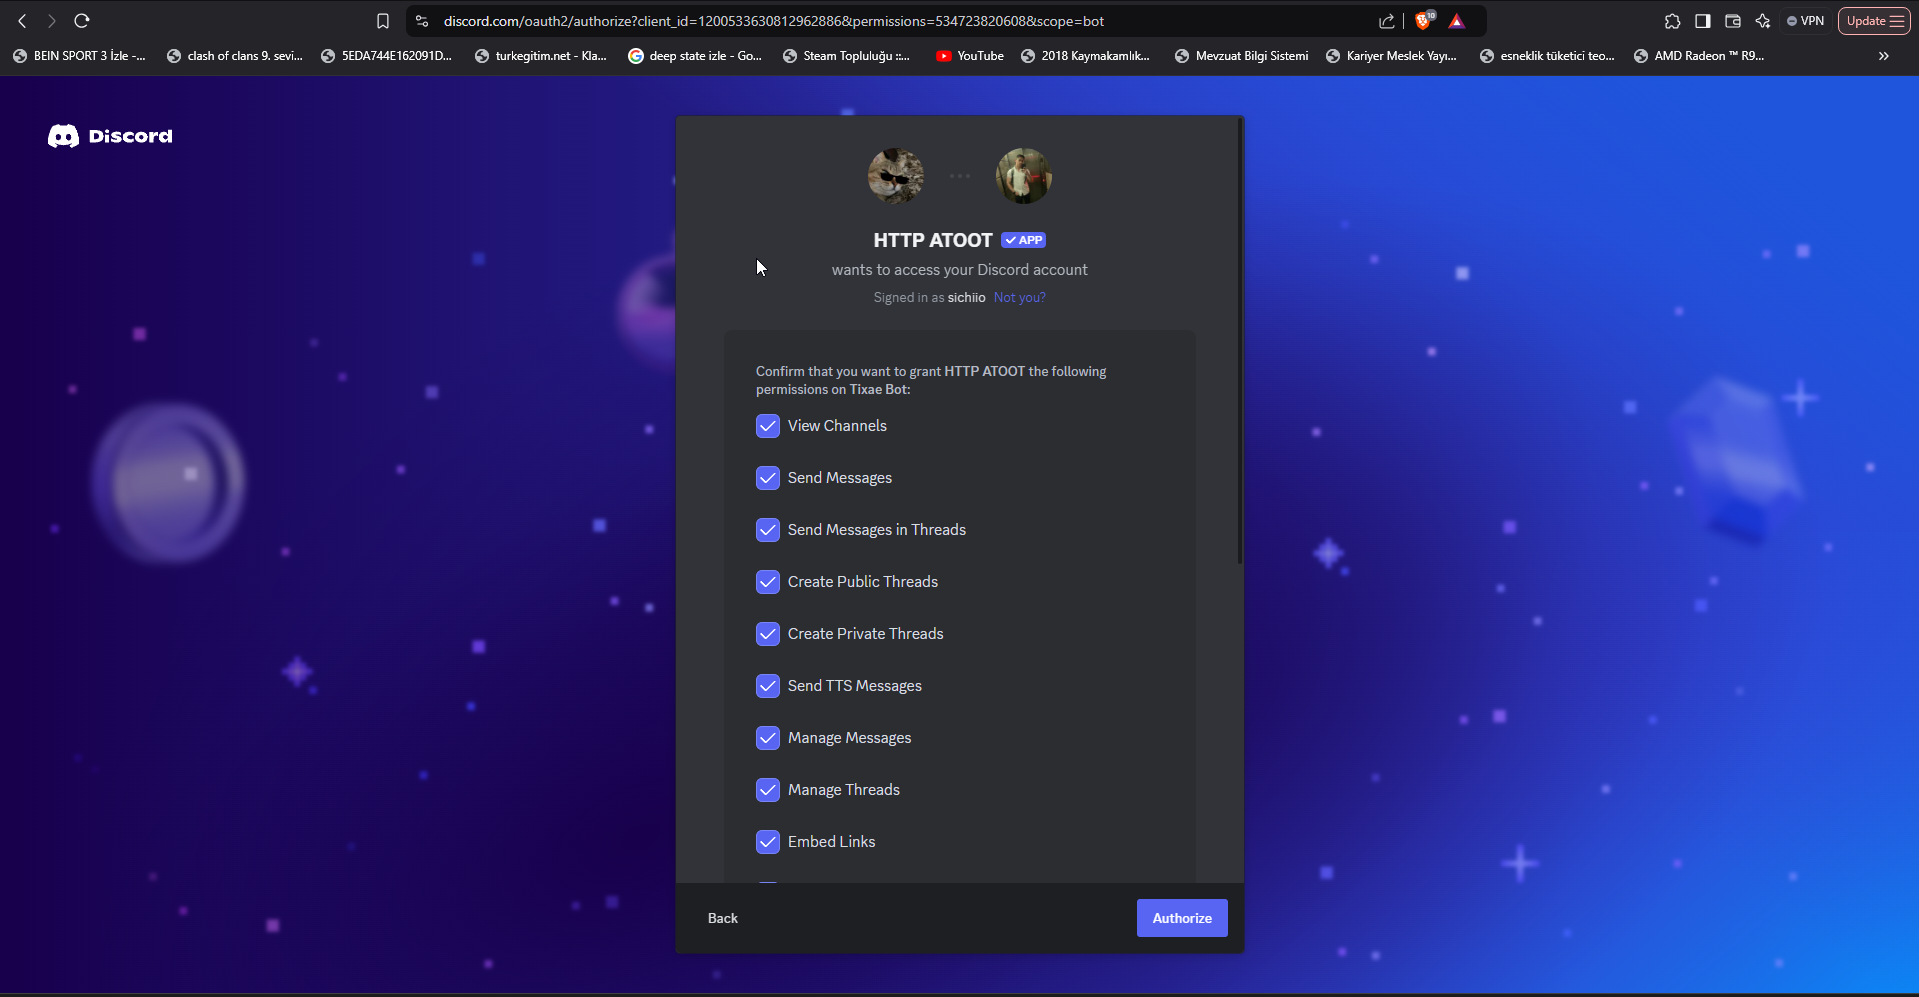 discord.com/oauth2/authorize?client_id=1200533630812962886&permissions=534723820608&scope=bot
10
VPN
Update
BEIN SPORT 3 İzle -...
clash of clans 9. sevi...
5EDA744E162091D...
turkegitim.net - Kla...
deep state izle - Go...
Steam Topluluğu ::...
YouTube
2018 Kaymakamlık...
Mevzuat Bilgi Sistemi
Kariyer Meslek Yayı...
esneklik tüketici teo...
AMD Radeon ™ R9...
Discord
HTTP ATOOT APP
wants to access your Discord account
Signed in as sichiio Not you?
Confirm that you want to grant HTTP ATOOT the following
permissions on Tixae Bot:
View Channels
Send Messages
Send Messages in Threads
Create Public Threads
Create Private Threads
Send TTS Messages
Manage Messages
Manage Threads
Embed Links
Back
Authorize